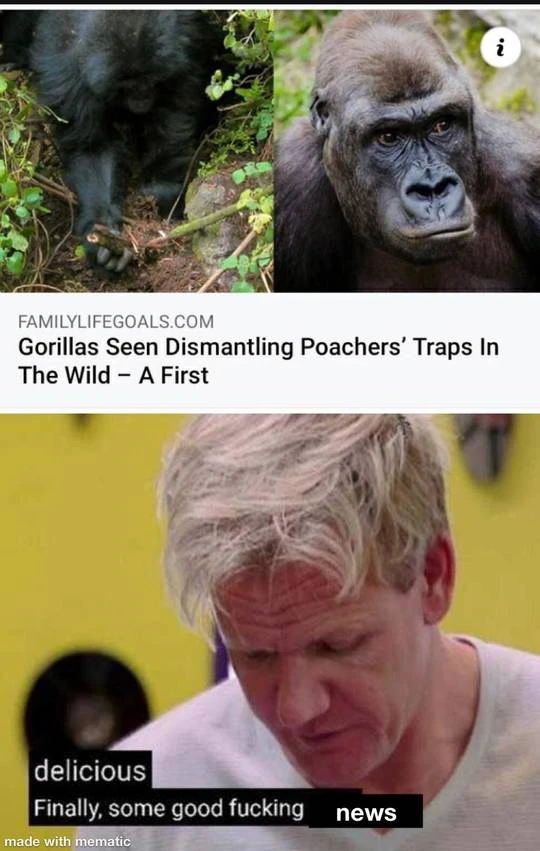 i
FAMILYLIFEGOALS.COM
Gorillas Seen Dismantling Poachers’ Traps In
The Wild – A First
delicious
Finally, some good fucking news
made with mematic